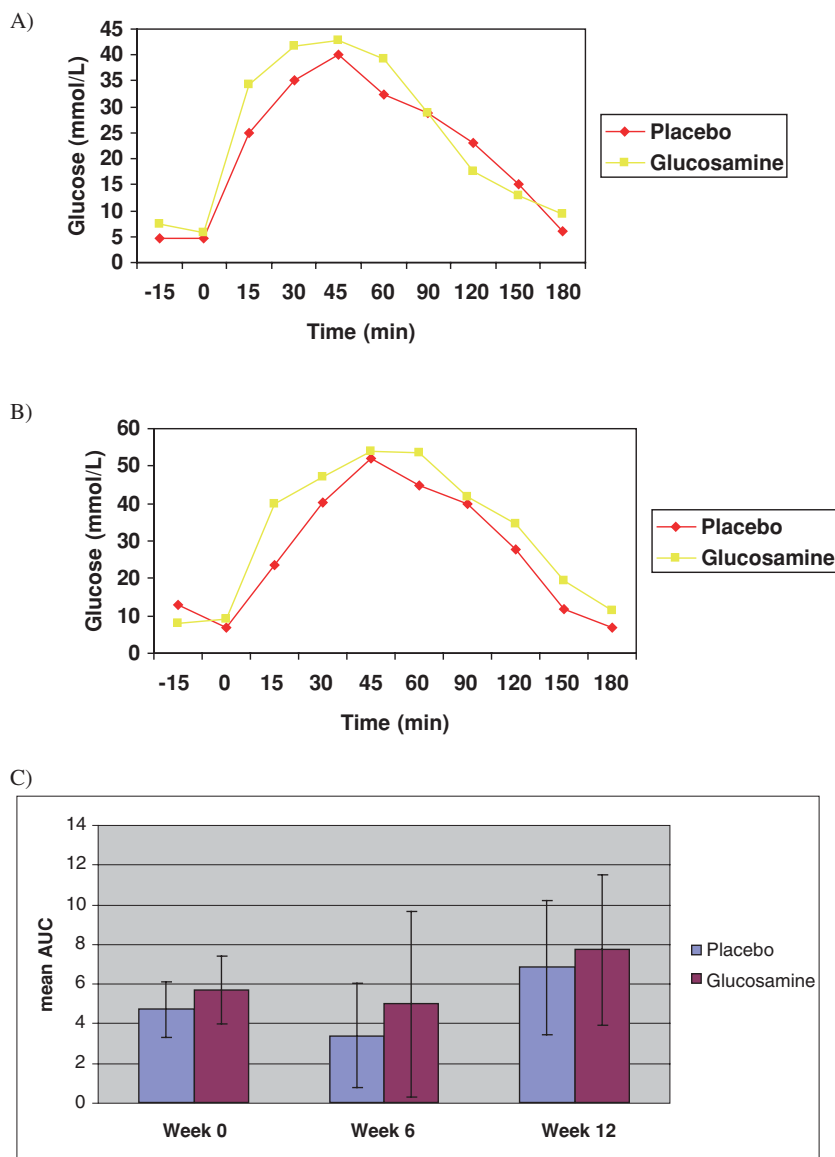 A)
45
40
35
30
25
20
15
10
5
0
Glucose (mmol/L)
-15 0 15 30 45 60 90 120 150 180
Time (min)
Placebo
Glucosamine
B)
60
50
40
30
20
10
0
Glucose (mmol/L)
-15 0 15 30 45 60 90 120 150 180
Time (min)
Placebo
Glucosamine
C)
14
12
10
8
6
4
2
0
mean AUC
Week 0 Week 6 Week 12
Placebo
Glucosamine